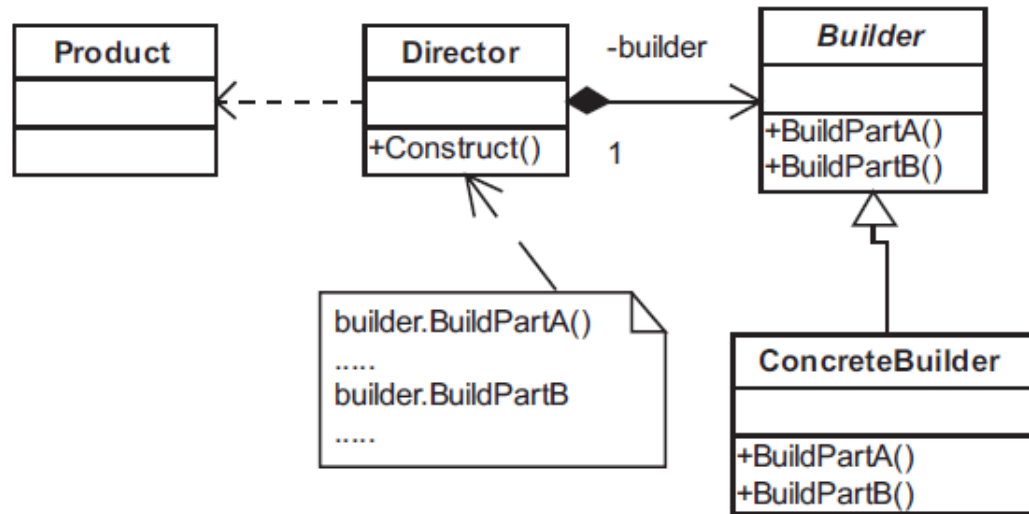 Product
Director
+Construct()
-builder
1
Builder
+BuildPartA()
+BuildPartB()
builder.BuildPartA()
.....
builder.BuildPartB
.....
ConcreteBuilder
+BuildPartA()
+BuildPartB()